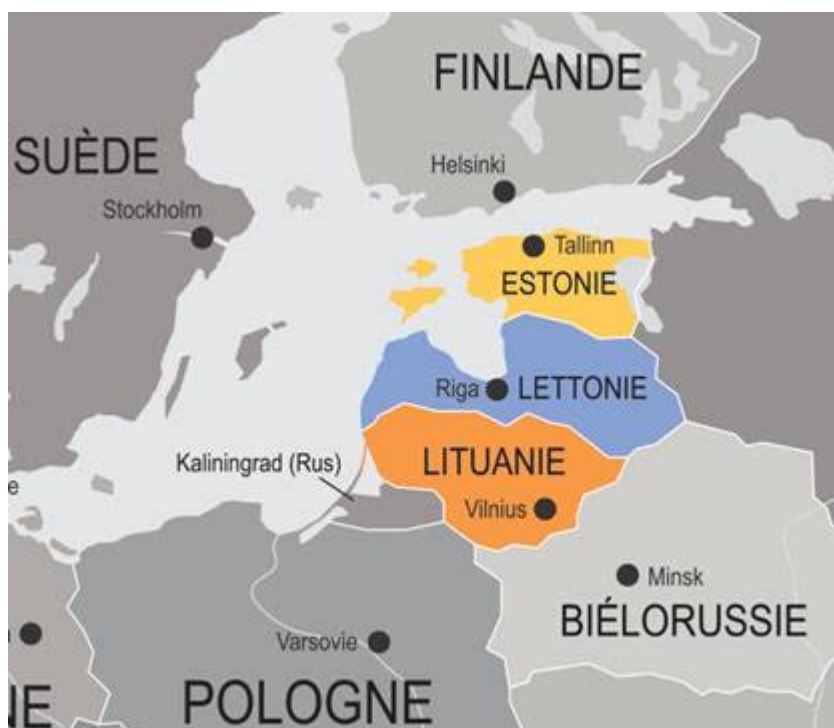 FINLANDE
SUÈDE
Helsinki
Stockholm
Tallinn
ESTONIE
Riga
LETTONIE
Kaliningrad (Rus)
LITUANIE
Vilnius
Minsk
BIÉLORUSSIE
Varsovie
POLOGNE